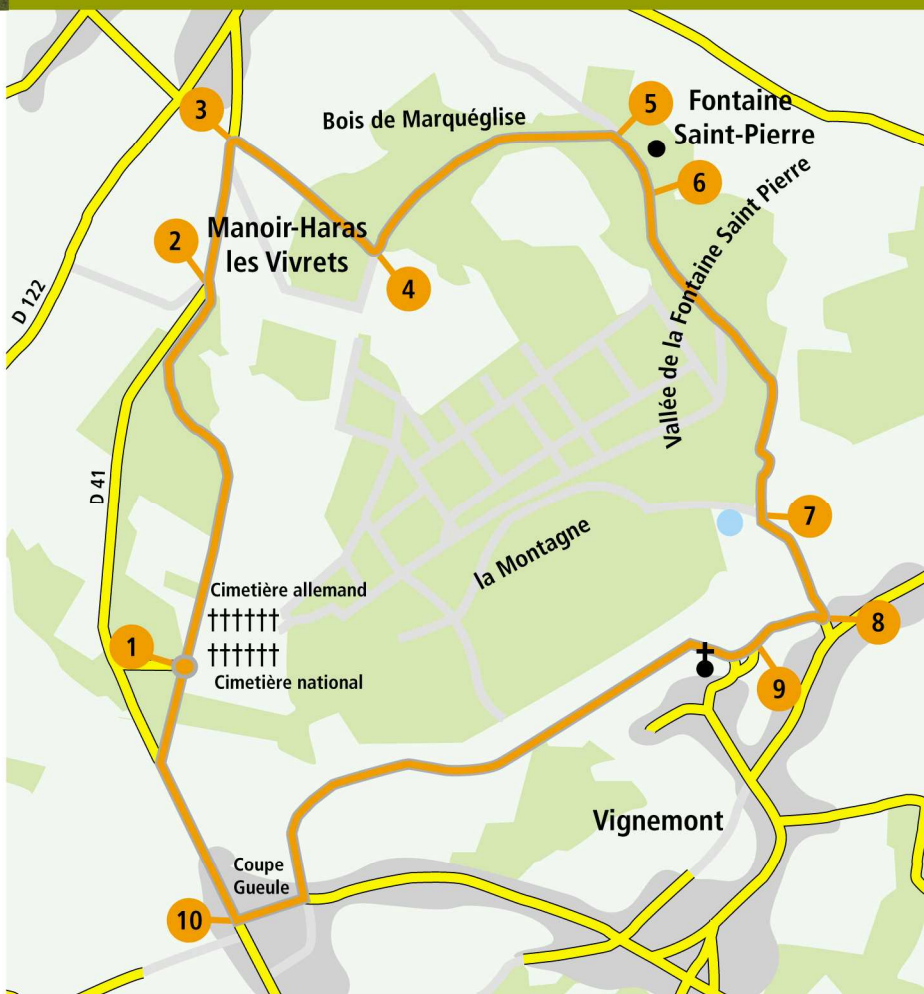 3
Bois de Marquéglise
5
Fontaine
Saint-Pierre
6
2
Manoir-Haras
les Vivrets
4
D 122
Vallée de la Fontaine Saint Pierre
D 41
7
la Montagne
Cimetière allemand
1
Cimetière national
8
9
Vignemont
Coupe
Gueule
10